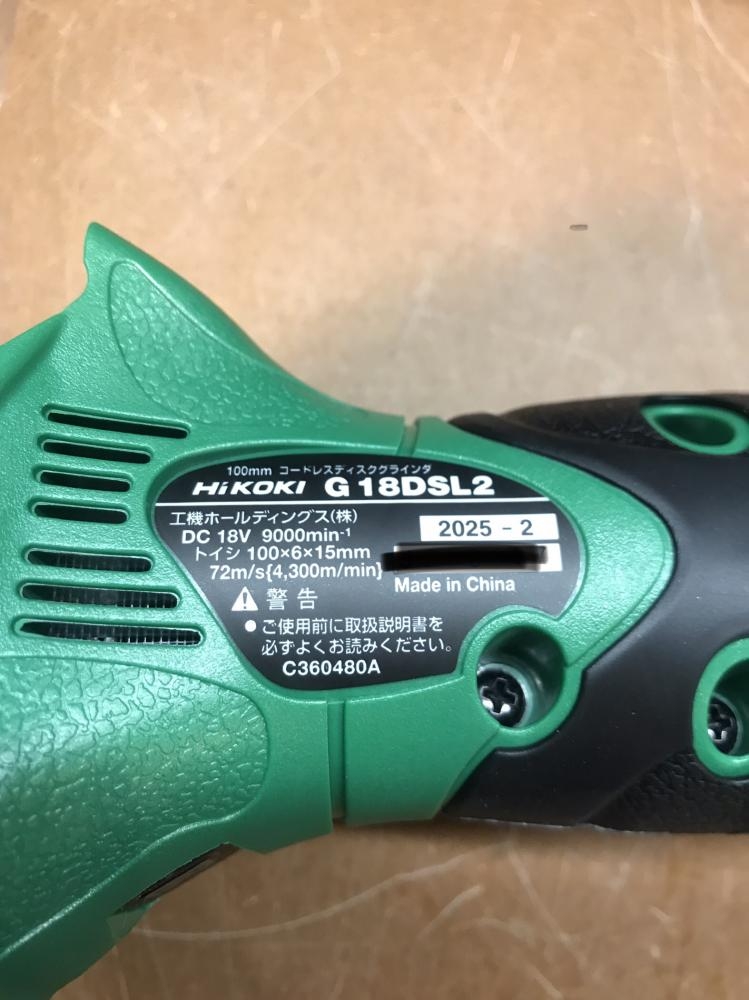 100mm コードレスディスクグラインダ
HiKOKI G 18DSL2
工機ホールディングス(株)
DC 18V 9000min-1
トイシ 100×6×15mm
72m/s{4,300m/min}
2025 - 2
Made in China
⚠ 警告
● ご使用前に取扱説明書を
必ずよくお読みください。
C360480A